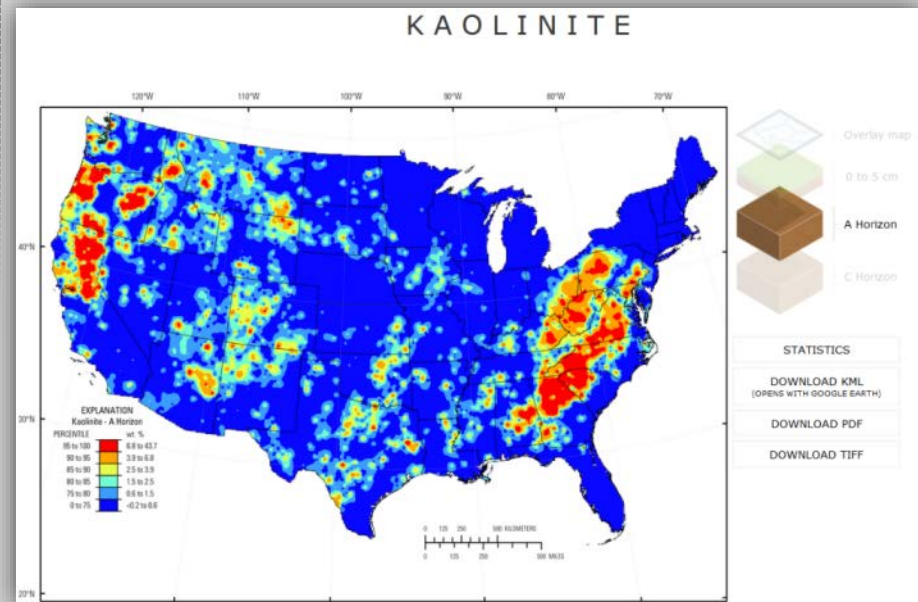 KAOLINITE
120°W 110°W 100°W 90°W 80°W 70°W
40°N
30°N
20°N
EXPLANATION
Kaolinite - A Horizon
PERCENTILE wt. %
95 to 100 6.8 to 43.7
90 to 95 3.9 to 6.8
85 to 90 2.5 to 3.9
80 to 85 1.5 to 2.5
75 to 80 0.6 to 1.5
0 to 75 <0.2 to 0.6
0 125 250 500 KILOMETERS
0 125 250 500 MILES
Overlay map
0 to 5 cm
A Horizon
C Horizon
STATISTICS
DOWNLOAD KML
(OPENS WITH GOOGLE EARTH)
DOWNLOAD PDF
DOWNLOAD TIFF